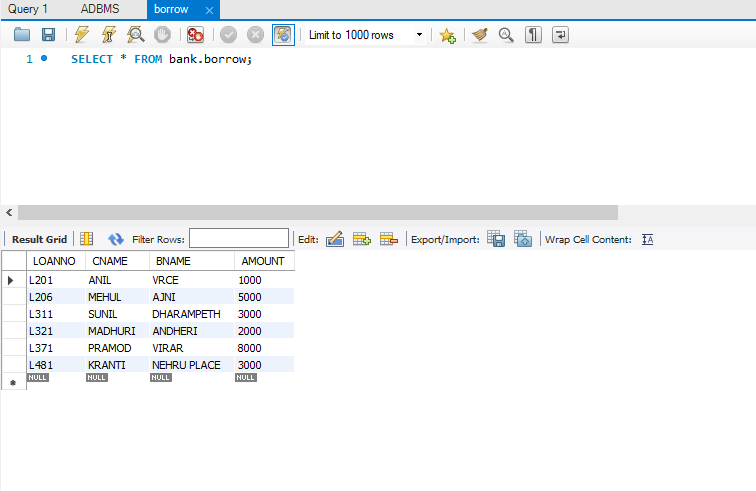 Query 1 ADBMS borrow
Limit to 1000 rows
1 SELECT * FROM bank.borrow;
Result Grid Filter Rows: Edit: Export/Import: Wrap Cell Content:
LOANNO CNAME BNAME AMOUNT
L201 ANIL VRCE 1000
L206 MEHUL AJNI 5000
L311 SUNIL DHARAMPETH 3000
L321 MADHURI ANDHERI 2000
L371 PRAMOD VIRAR 8000
L481 KRANTI NEHRU PLACE 3000
NULL NULL NULL NULL